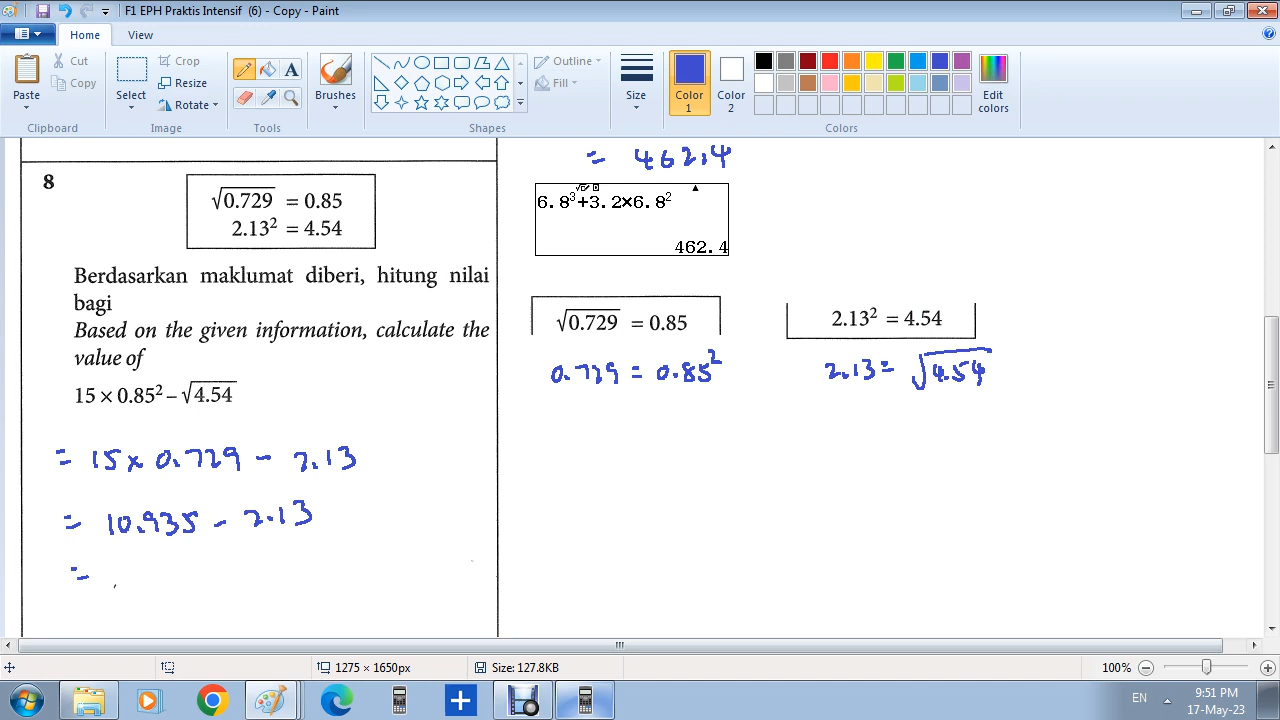 F1 EPH Praktis Intensif (6) - Copy - Paint
Home View
Paste
Cut
Copy
Clipboard
Select
Crop
Resize
Rotate
Image
A
Tools
Brushes
Outline
Fill
Shapes
Size
Color 1
Color 2
Edit colors
Colors
= 462.4
6.8³+3.2×6.8²
462.4
8
√0.729 = 0.85
2.13² = 4.54
Berdasarkan maklumat diberi, hitung nilai
bagi
Based on the given information, calculate the
value of
15 × 0.85² – √4.54
= 15 × 0.729 - 2.13
= 10.935 - 2.13
=
√0.729 = 0.85
0.729 = 0.85²
2.13² = 4.54
2.13 = √4.54
1275 × 1650px
Size: 127.8KB
100%
EN
9:51 PM
17-May-23